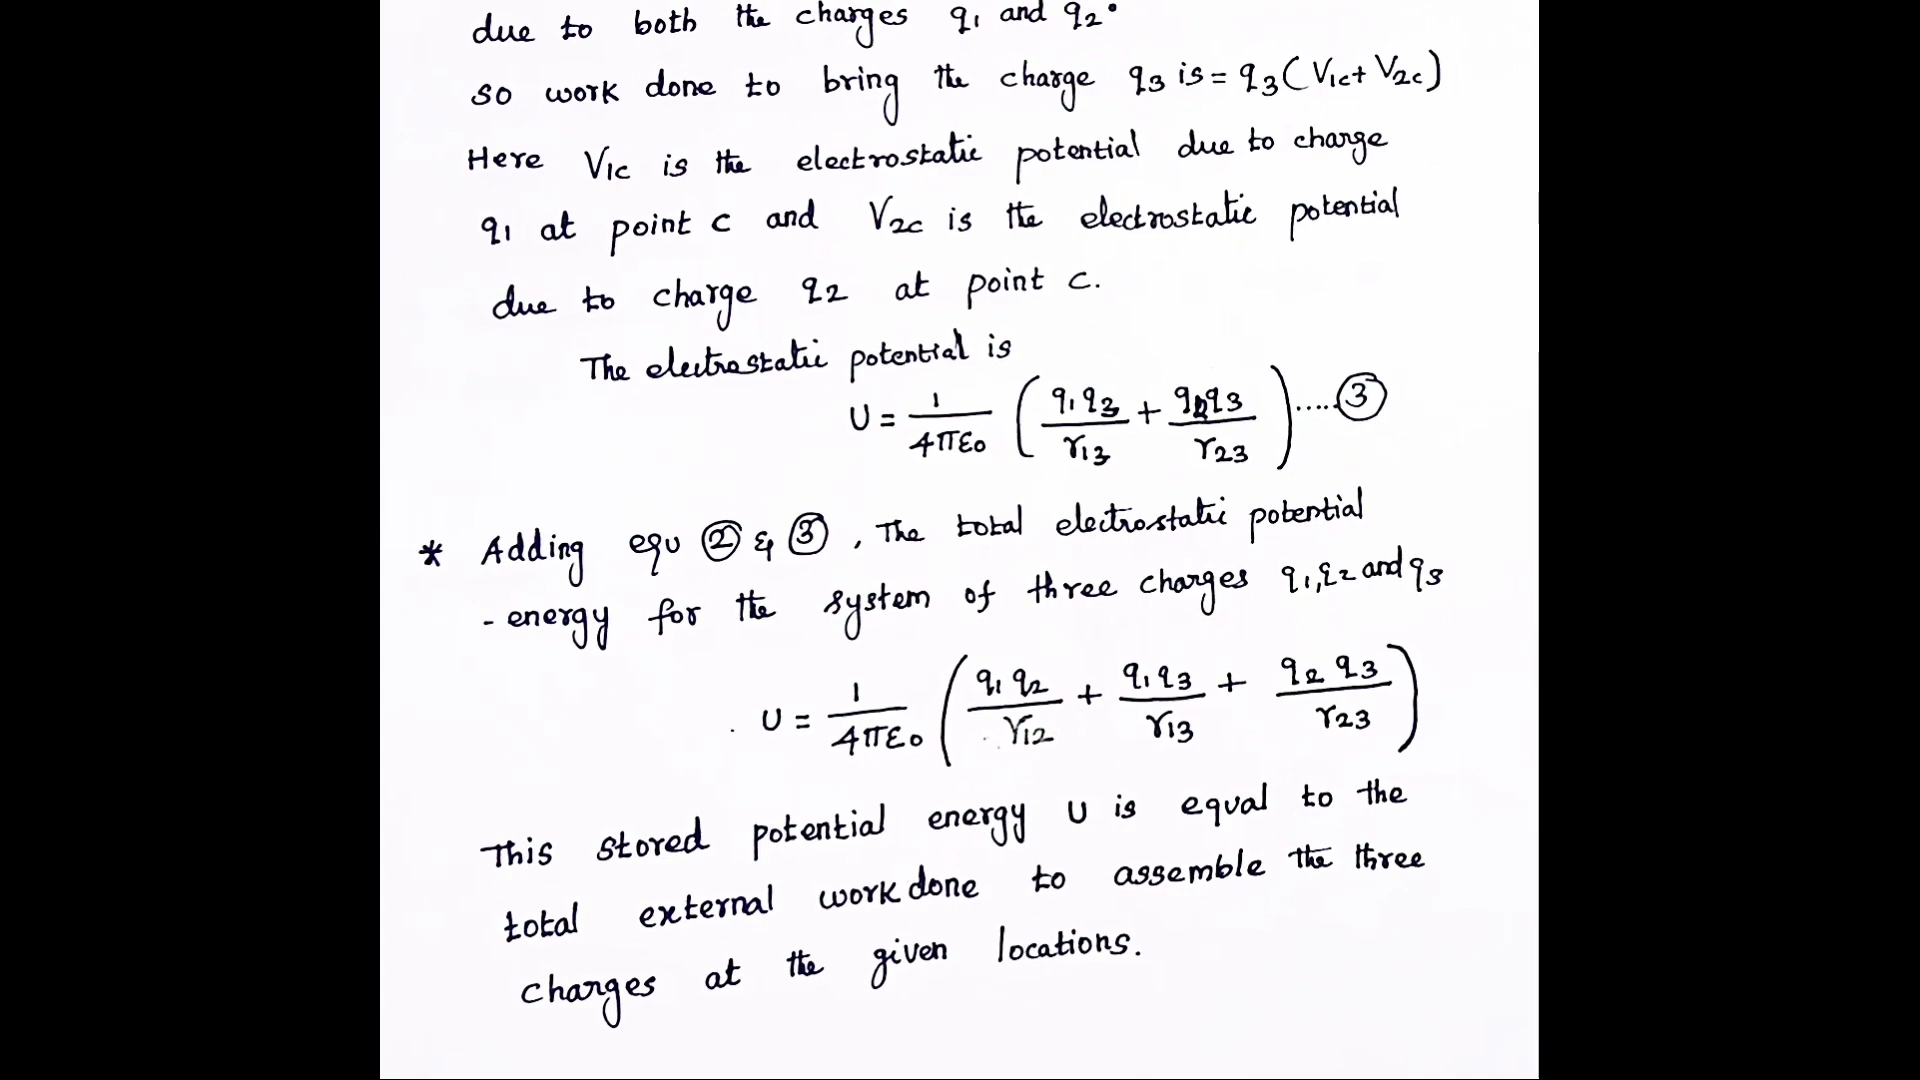 due to both the charges q1 and q2.
so work done to bring the charge q3 is = q3 (V1c + V2c)
Here V1c is the electrostatic potential due to charge
q1 at point c and V2c is the electrostatic potential
due to charge q2 at point c.
The electrostatic potential is
U = 1/4πε0 (q1q3/r13 + q2q3/r23) .....③
* Adding equ ② & ③, The total electrostatic potential
- energy for the system of three charges q1, q2 and q3
U = 1/4πε0 (q1q2/r12 + q1q3/r13 + q2q3/r23)
This stored potential energy U is equal to the
total external work done to assemble the three
charges at the given locations.